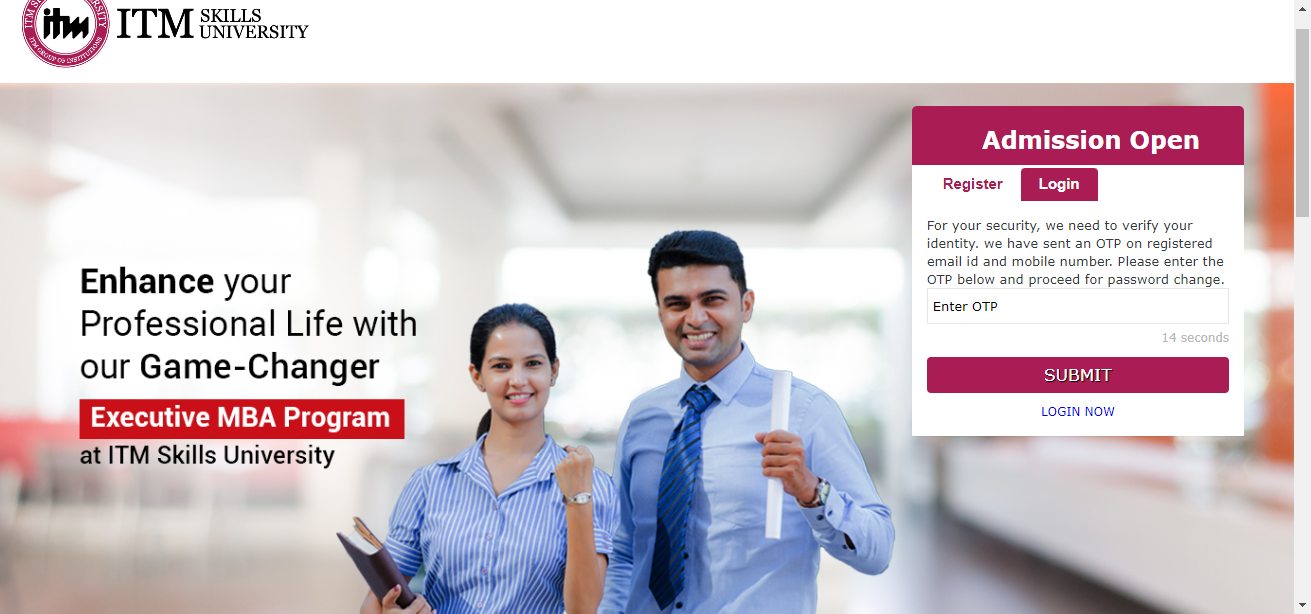 ITM SKILLS
UNIVERSITY
ITM GROUP OF INSTITUTIONS
Admission Open
Register Login
For your security, we need to verify your
identity. we have sent an OTP on registered
email id and mobile number. Please enter the
OTP below and proceed for password change.
Enter OTP
14 seconds
SUBMIT
LOGIN NOW
Enhance your
Professional Life with
our Game-Changer
Executive MBA Program
at ITM Skills University